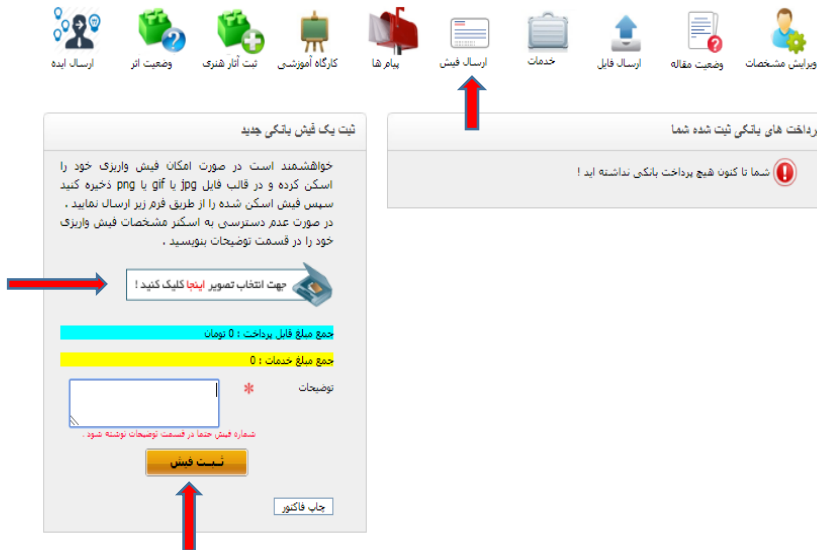 ویرایش مشخصات
وضعیت مقاله
ارسال فایل
خدمات
ارسال فیش
پیام ها
کارگاه آموزشی
ثبت آثار هنری
وضعیت اثر
ارسال ایده
رداخت های بانکی ثبت شده شما
شما تا کنون هیچ پرداخت بانکی نداشته اید !
ثبت یک فیش بانکی جدید
خواهشمند است در صورت امکان فیش واریزی خود را
اسکن کرده و در قالب فایل jpg یا gif یا png ذخیره کنید
سپس فیش اسکن شده را از طریق فرم زیر ارسال نمایید .
در صورت عدم دسترسی به اسکنر مشخصات فیش واریزی
خود را در قسمت توضیحات بنویسید .
جهت انتخاب تصویر اینجا کلیک کنید !
جمع مبلغ قابل پرداخت : 0 تومان
جمع مبلغ خدمات : 0
توضیحات *
شماره فیش حتما در قسمت توضیحات نوشته شود .
ثبت فیش
چاپ فاکتور